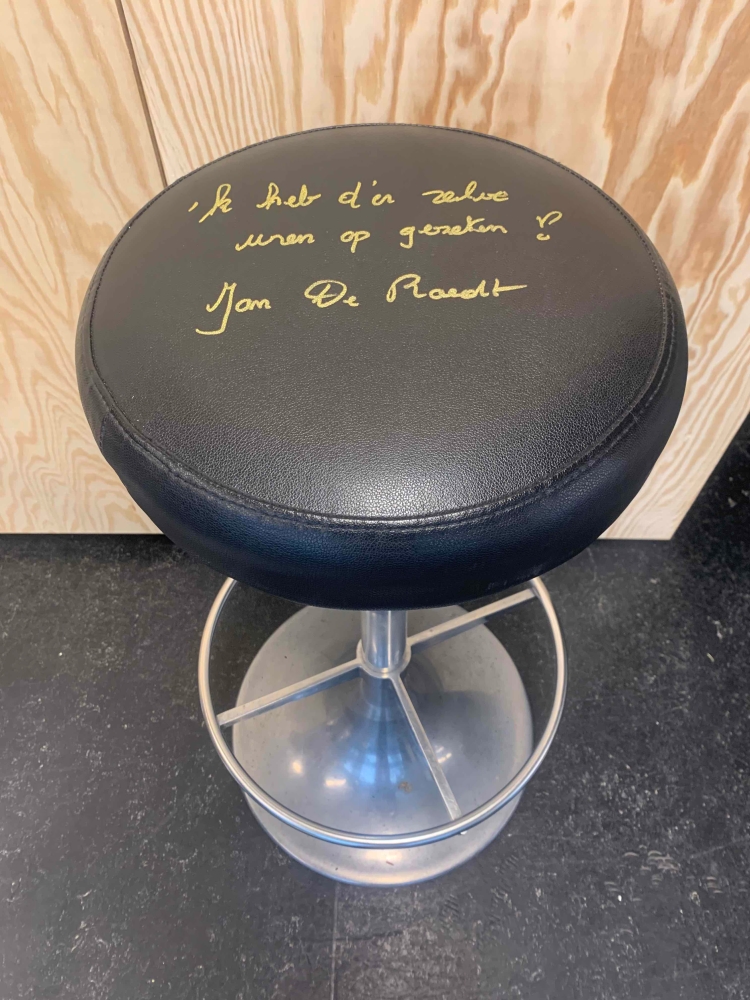 'k heb d'er zelve
uren op gezeten !
Jan De Raedt